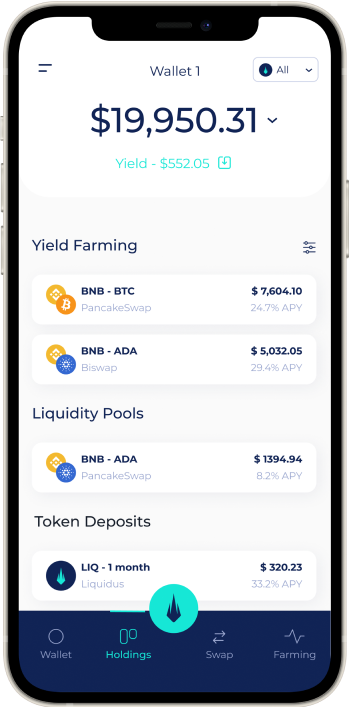 Wallet 1
All
$19,950.31
Yield - $552.05
Yield Farming
BNB - BTC
$ 7,604.10
PancakeSwap
24.7% APY
BNB - ADA
$ 5,032.05
Biswap
29.4% APY
Liquidity Pools
BNB - ADA
$ 1394.94
PancakeSwap
8.2% APY
Token Deposits
LIQ - 1 month
$ 320.23
Liquidus
33.2% APY
Wallet
Holdings
Swap
Farming